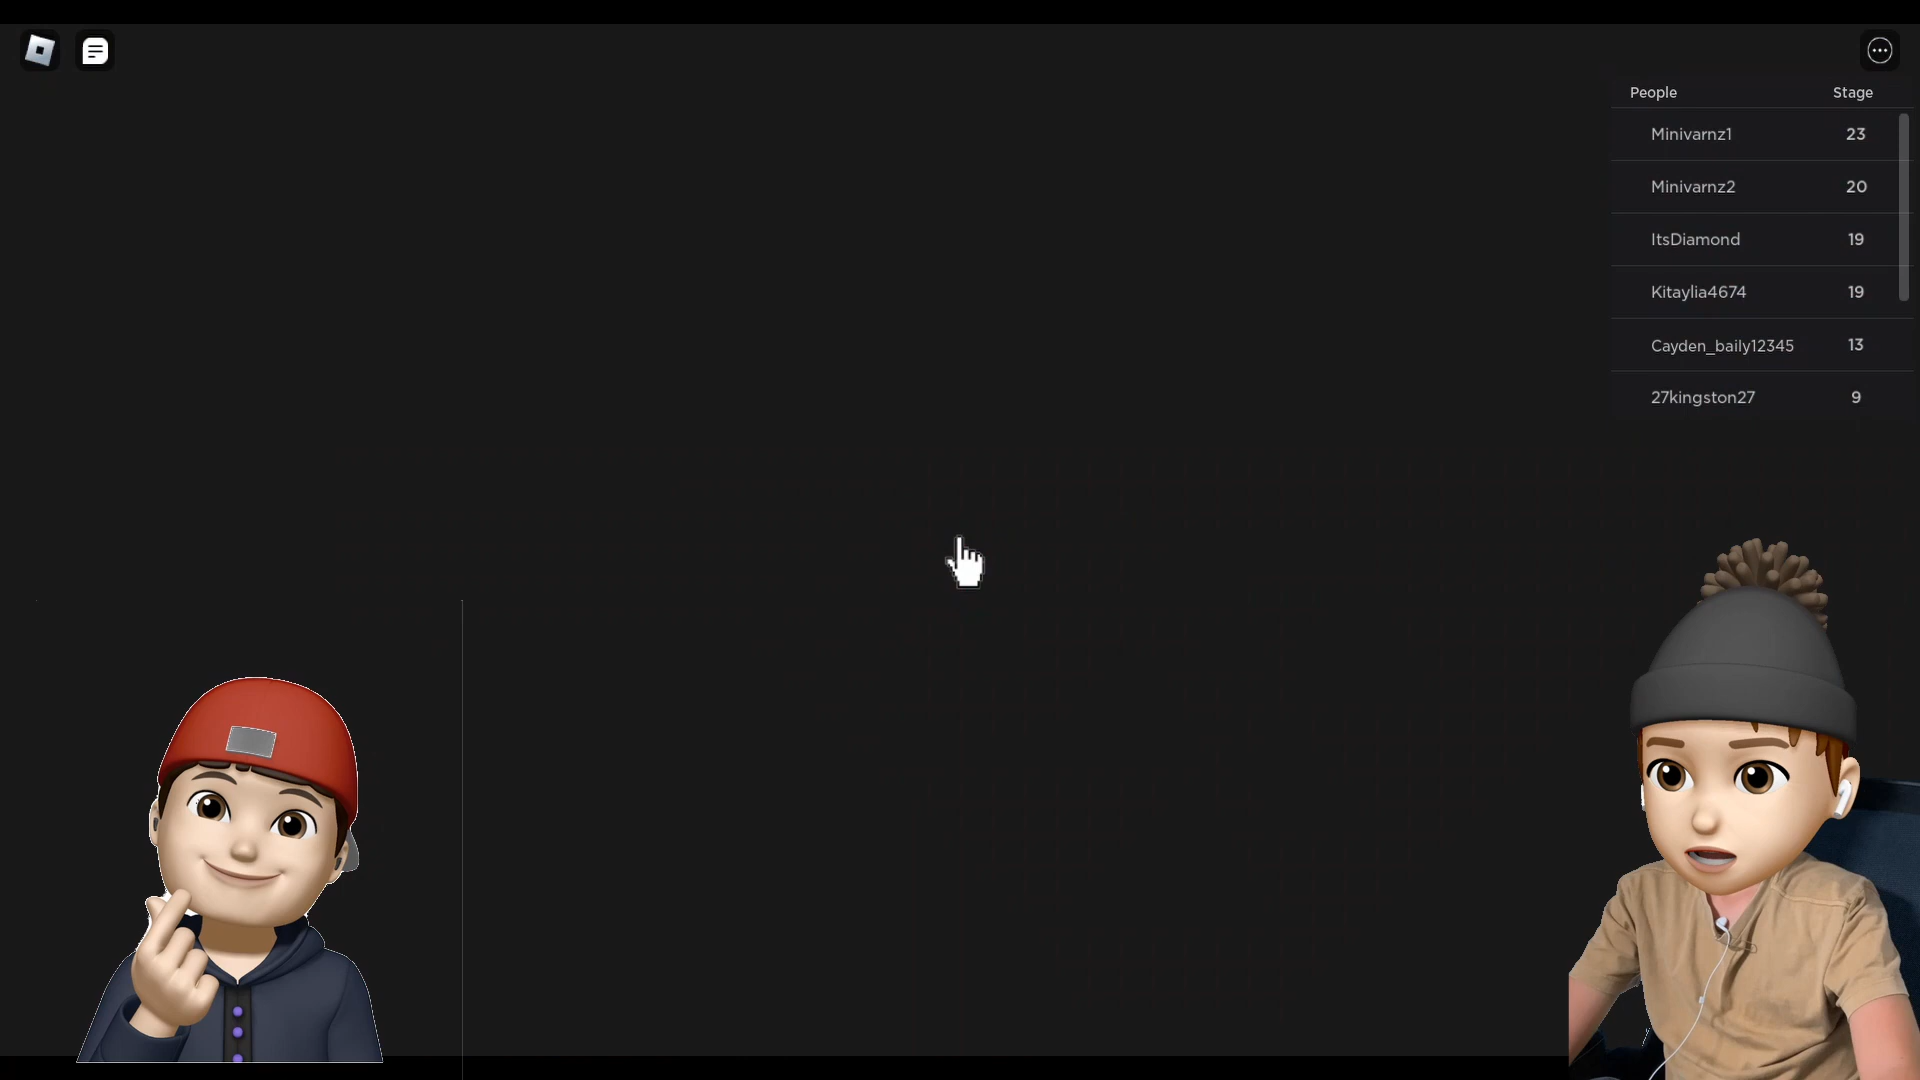 People Stage
Minivarnz1 23
Minivarnz2 20
ItsDiamond 19
Kitaylia4674 19
Cayden_baily12345 13
27kingston27 9